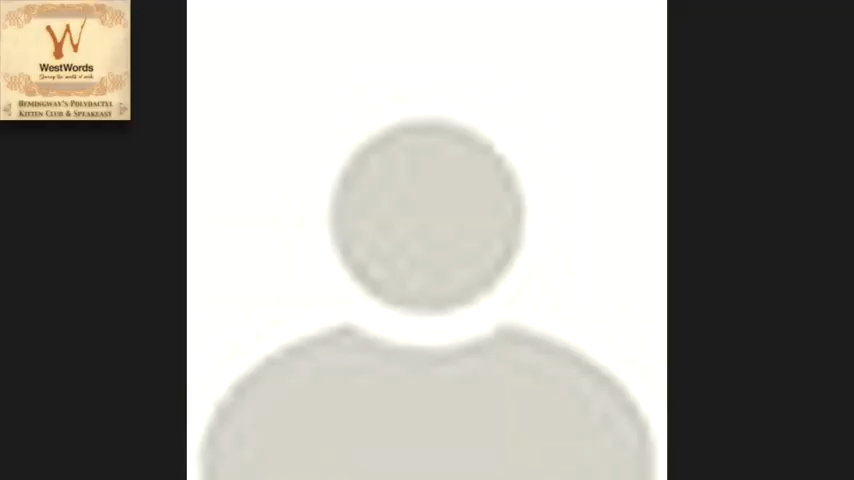 W
WestWords
HEMINGWAY'S POLYDACTYL
KITTEN CLUB & SPEAKEASY